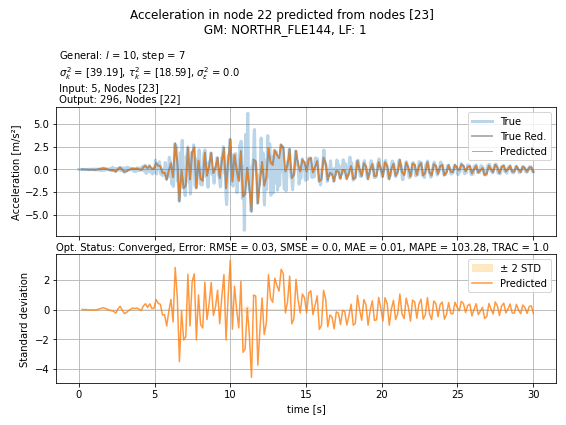 Acceleration in node 22 predicted from nodes [23]
GM: NORTHR_FLE144, LF: 1
General: l = 10, step = 7
σ²ₖ = [39.19], τ²ₖ = [18.59], σ²ε = 0.0
Input: 5, Nodes [23]
Output: 296, Nodes [22]
Acceleration [m/s²]
5.0
2.5
0.0
−2.5
−5.0
True
True Red.
Predicted
Opt. Status: Converged, Error: RMSE = 0.03, SMSE = 0.0, MAE = 0.01, MAPE = 103.28, TRAC = 1.0
Standard deviation
2
0
−2
−4
± 2 STD
Predicted
0 5 10 15 20 25 30
time [s]